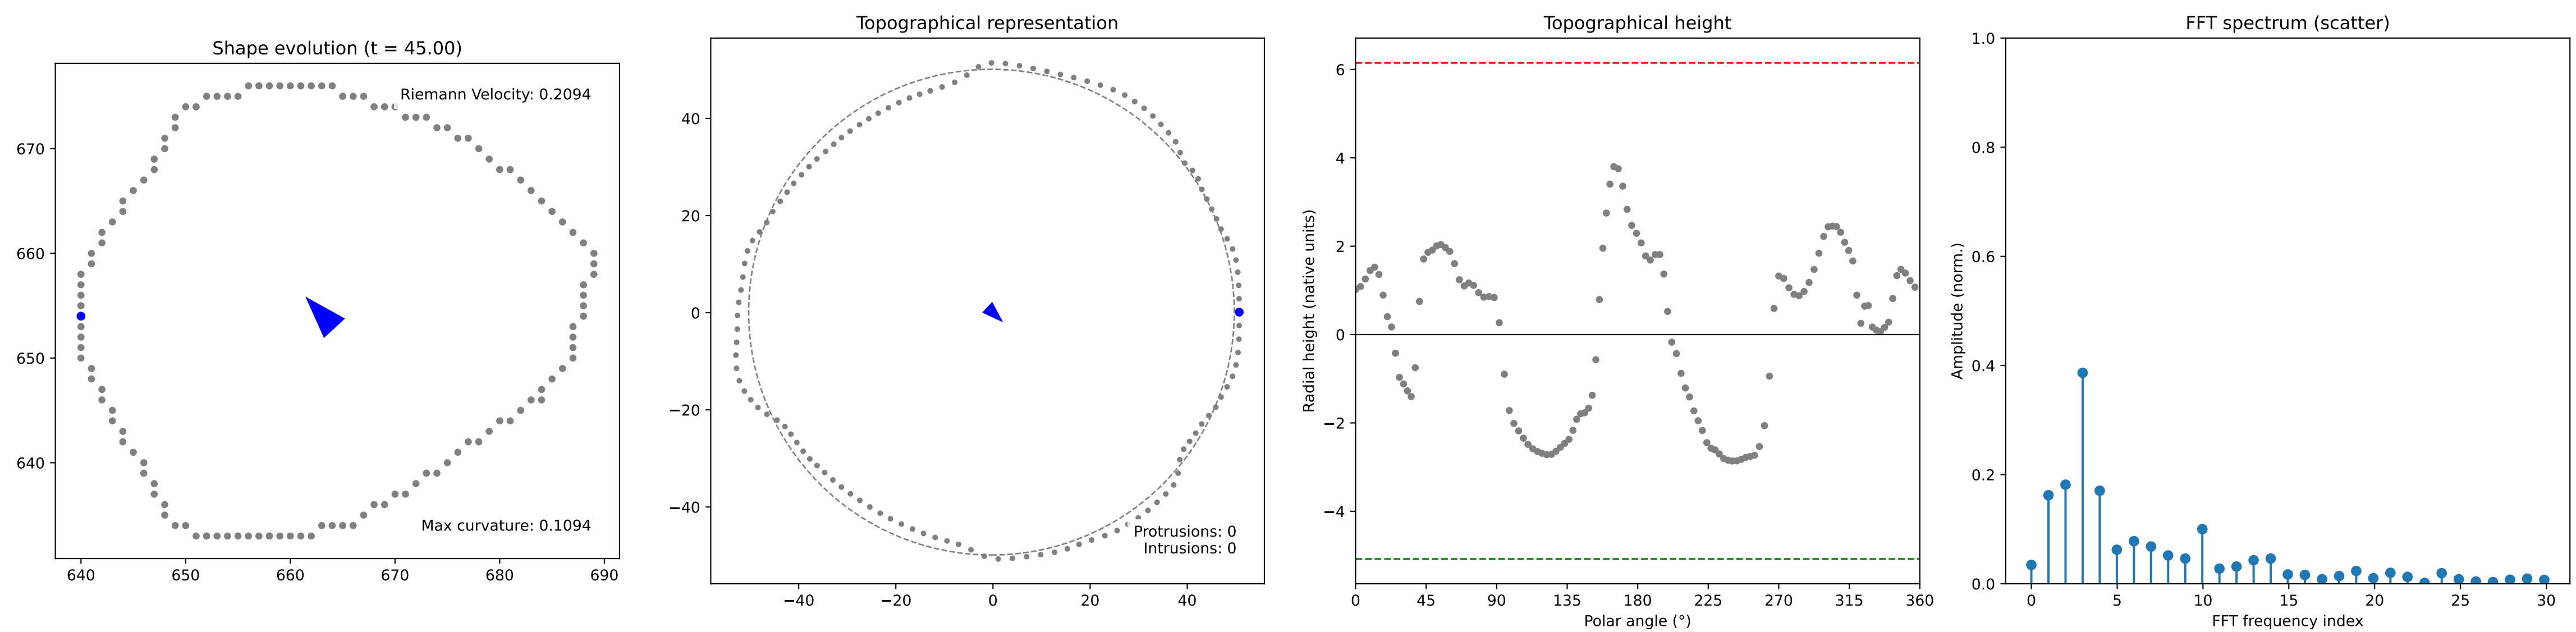 Shape evolution (t = 45.00)
Riemann Velocity: 0.2094
Max curvature: 0.1094
670
660
650
640
640 650 660 670 680 690
Topographical representation
40
20
0
−20
−40
−40 −20 0 20 40
Protrusions: 0
Intrusions: 0
Topographical height
Radial height (native units)
6
4
2
0
−2
−4
0 45 90 135 180 225 270 315 360
Polar angle (°)
FFT spectrum (scatter)
Amplitude (norm.)
1.0
0.8
0.6
0.4
0.2
0.0
0 5 10 15 20 25 30
FFT frequency index